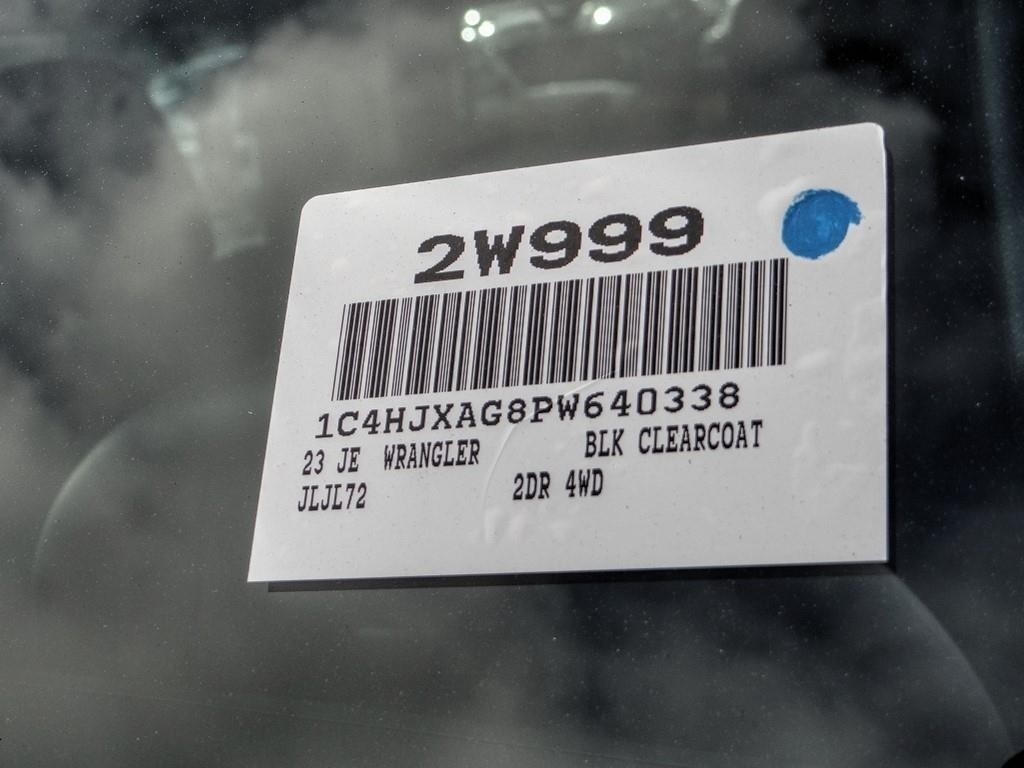 2W999
1C4HJXAG8PW640338
23 JE WRANGLER BLK CLEARCOAT
JLJL72 2DR 4WD